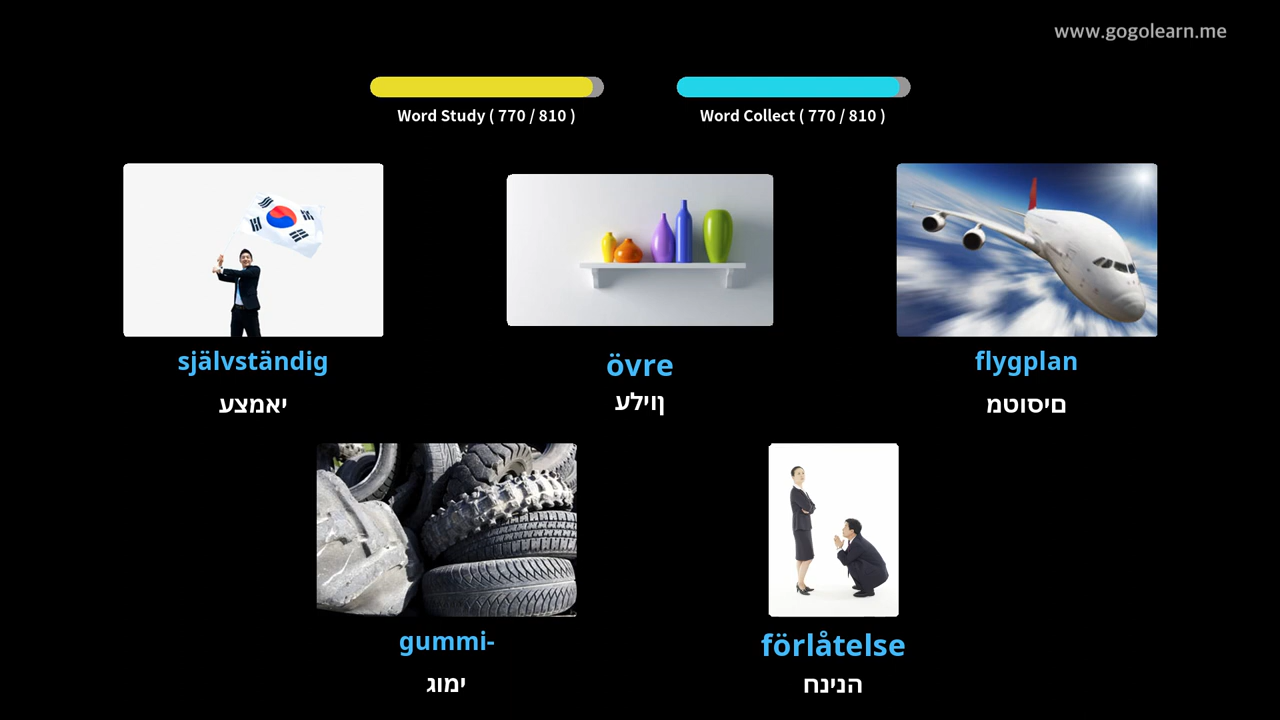 www.gogolearn.me
Word Study ( 770 / 810 )
Word Collect ( 770 / 810 )
självständig
יאמצע
övre
ןוילע
flygplan
םיסוטמ
gummi-
ימוג
förlåtelse
הנינח